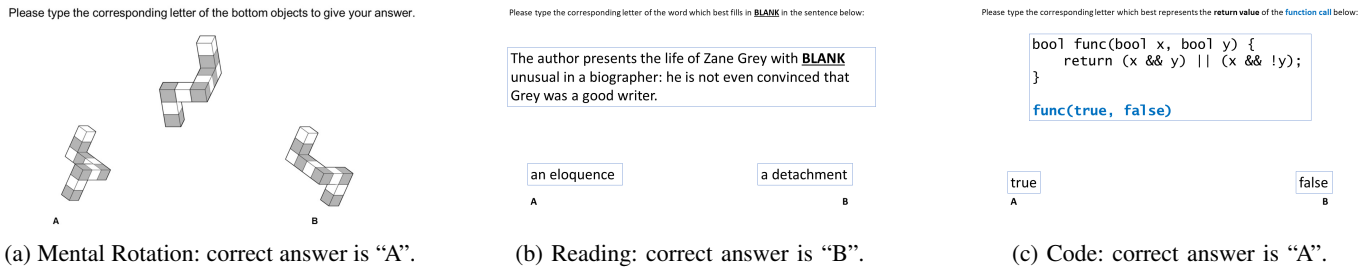 Please type the corresponding letter of the bottom objects to give your answer.
A
B
(a) Mental Rotation: correct answer is “A”.
Please type the corresponding letter of the word which best fills in BLANK in the sentence below:
The author presents the life of Zane Grey with BLANK
unusual in a biographer: he is not even convinced that
Grey was a good writer.
an eloquence
a detachment
A
B
(b) Reading: correct answer is “B”.
Please type the corresponding letter which best represents the return value of the function call below:
bool func(bool x, bool y) {
    return (x && y) || (x && !y);
}
func(true, false)
true
false
A
B
(c) Code: correct answer is “A”.